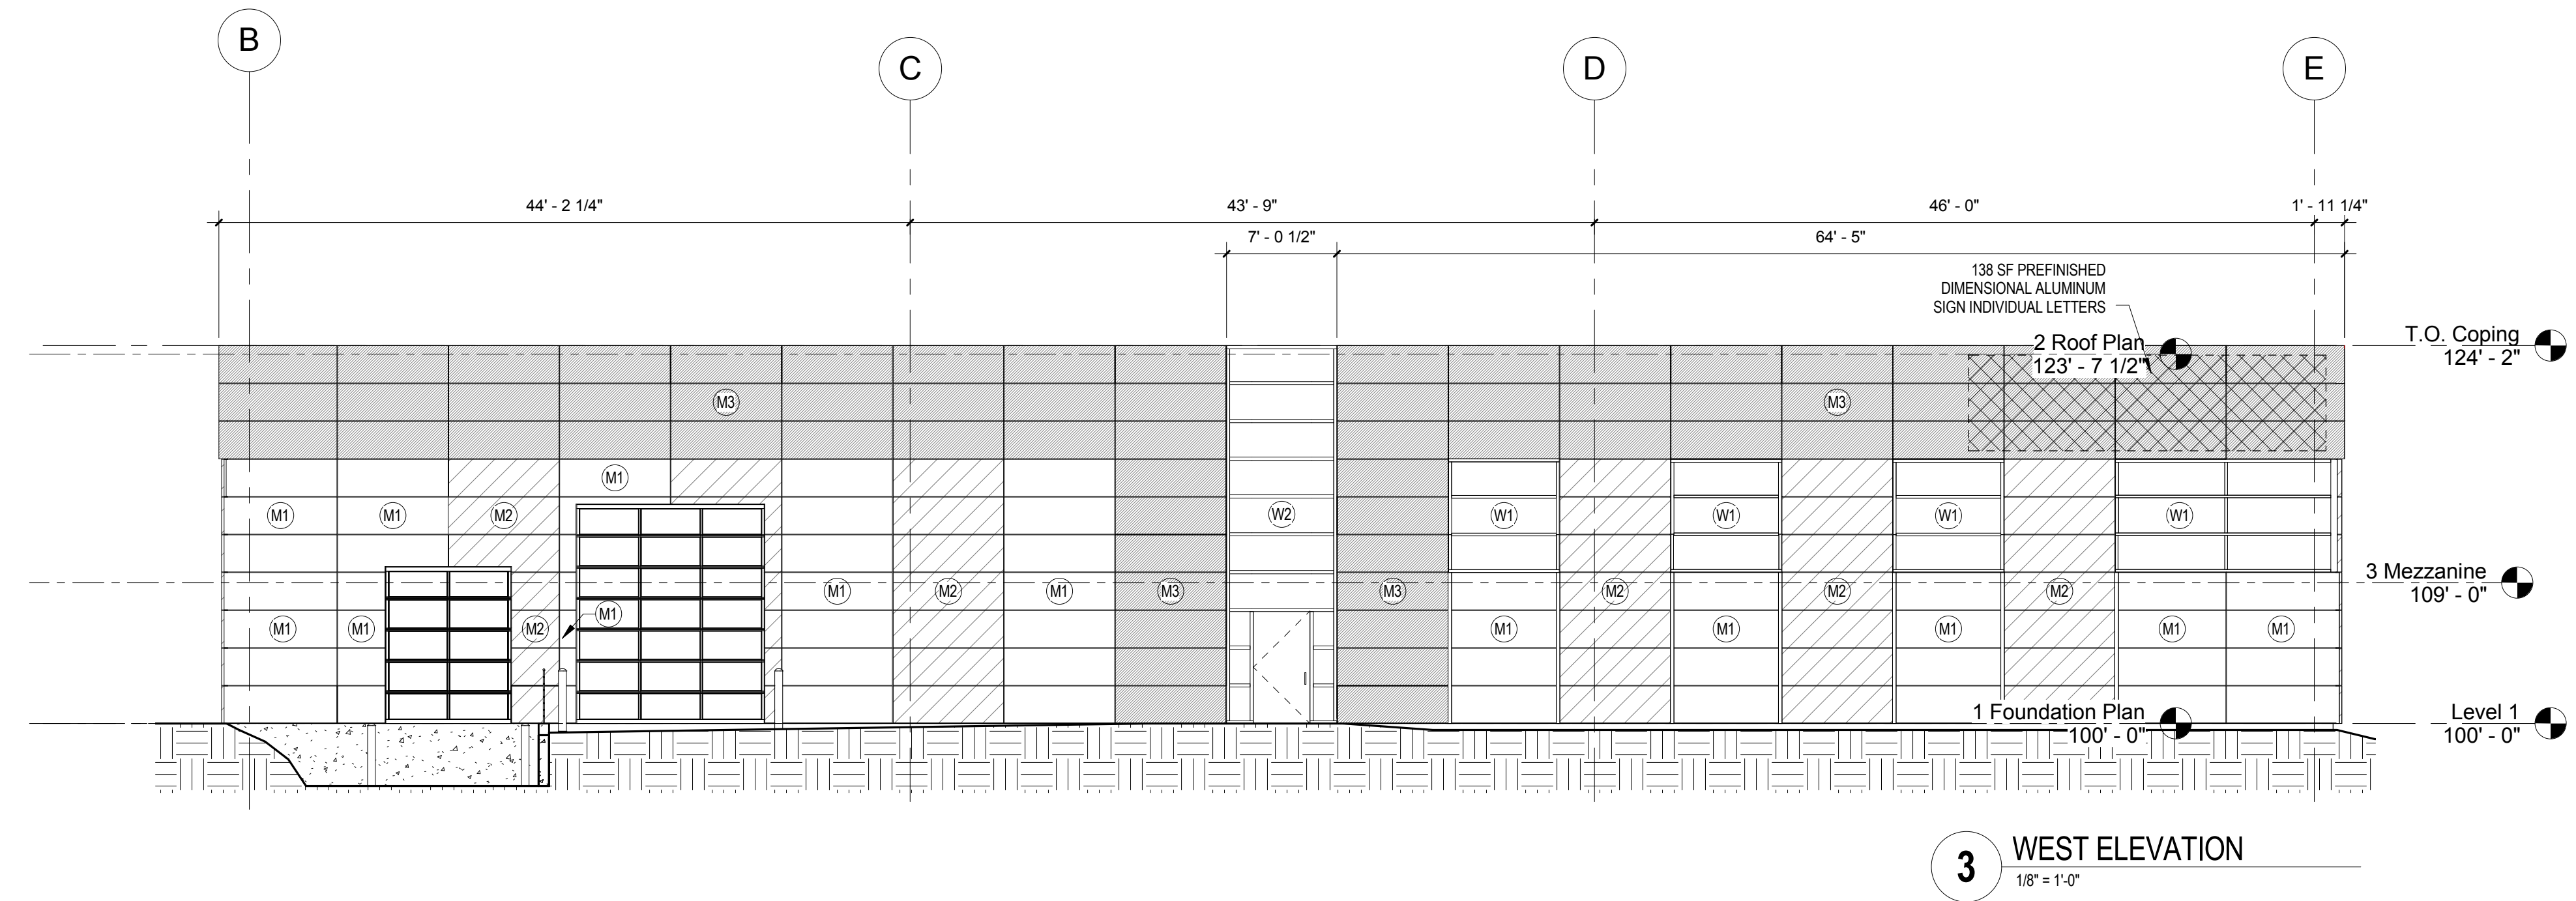 B
C
D
E
44' - 2 1/4"
43' - 9"
46' - 0"
1' - 11 1/4"
7' - 0 1/2"
64' - 5"
138 SF PREFINISHED
DIMENSIONAL ALUMINUM
SIGN INDIVIDUAL LETTERS
2 Roof Plan
123' - 7 1/2"
T.O. Coping
124' - 2"
M3
M3
M1
M1
M1
M2
W2
W1
W1
W1
W1
3 Mezzanine
109' - 0"
M1
M2
M1
M3
M3
M2
M2
M2
M1
M1
M1
M2
M1
M1
M1
M1
M1
1 Foundation Plan
100' - 0"
Level 1
100' - 0"
3
WEST ELEVATION
1/8" = 1'-0"